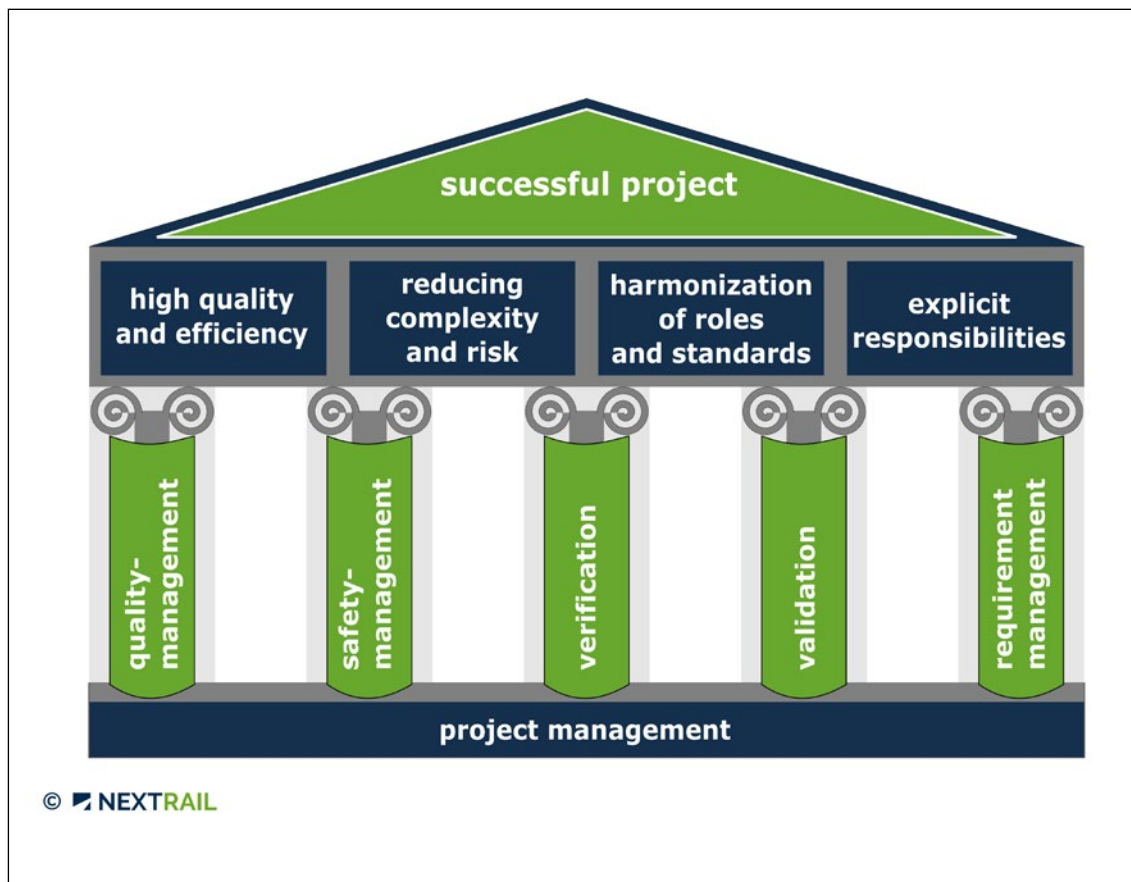 successful project
high quality
and efficiency
reducing
complexity
and risk
harmonization
of roles
and standards
explicit
responsibilities
quality-
management
safety-
management
verification
validation
requirement
management
project management
© NEXTRAIL